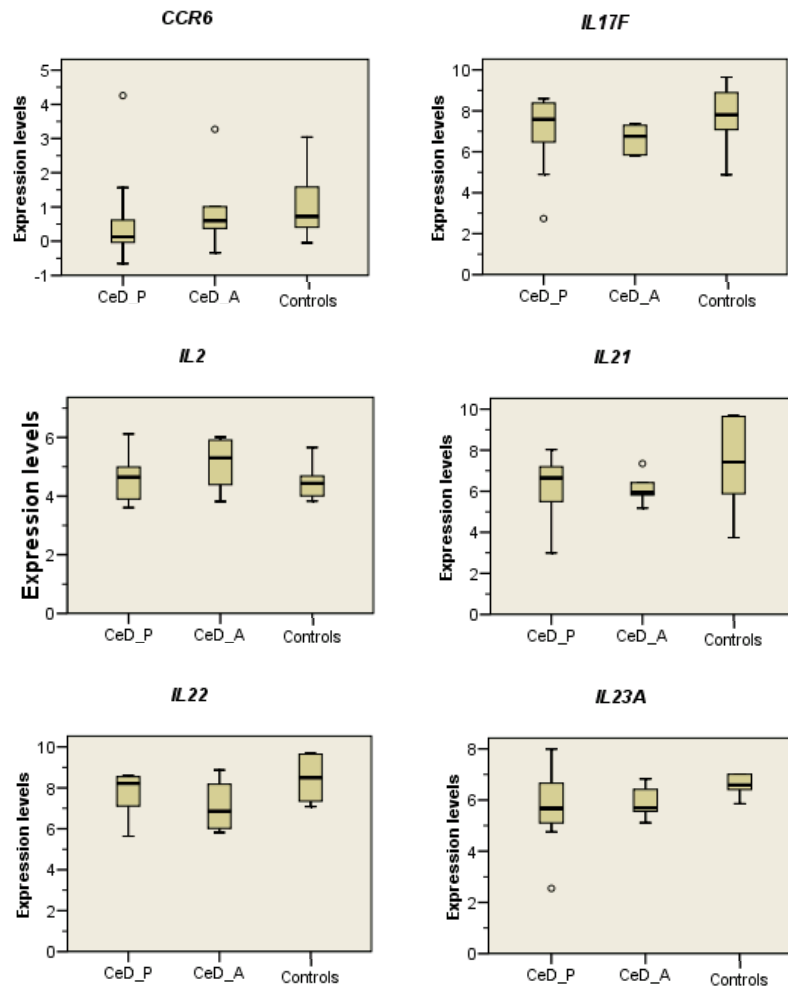 CCR6
Expression levels
5
4
3
2
1
0
-1
CeD_P
CeD_A
Controls
IL17F
Expression levels
10
8
6
4
2
0
CeD_P
CeD_A
Controls
IL2
Expression levels
6
4
2
0
CeD_P
CeD_A
Controls
IL21
Expression levels
10
8
6
4
2
0
CeD_P
CeD_A
Controls
IL22
Expression levels
10
8
6
4
2
0
CeD_P
CeD_A
Controls
IL23A
Expression levels
8
6
4
2
0
CeD_P
CeD_A
Controls